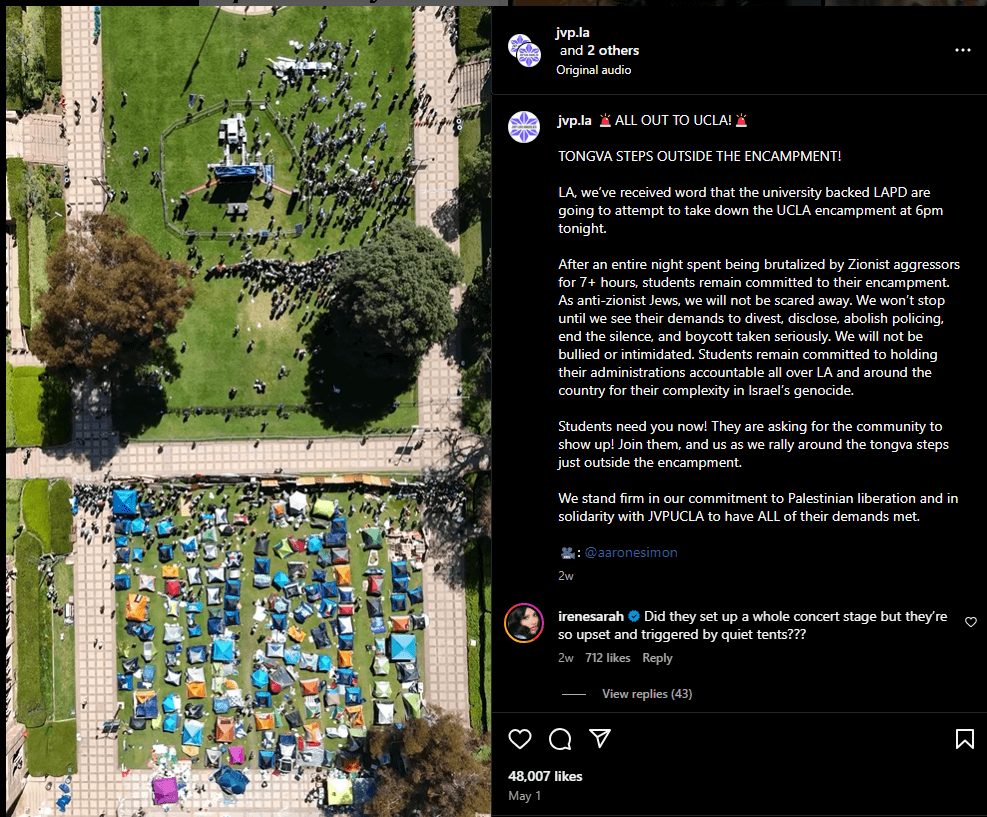 jvp.la
and 2 others
Original audio
jvp.la 🚨 ALL OUT TO UCLA! 🚨
TONGVA STEPS OUTSIDE THE ENCAMPMENT!
LA, we've received word that the university backed LAPD are
going to attempt to take down the UCLA encampment at 6pm
tonight.
After an entire night spent being brutalized by Zionist aggressors
for 7+ hours, students remain committed to their encampment.
As anti-zionist Jews, we will not be scared away. We won't stop
until we see their demands to divest, disclose, abolish policing,
end the silence, and boycott taken seriously. We will not be
bullied or intimidated. Students remain committed to holding
their administrations accountable all over LA and around the
country for their complexity in Israel's genocide.
Students need you now! They are asking for the community to
show up! Join them, and us as we rally around the tongva steps
just outside the encampment.
We stand firm in our commitment to Palestinian liberation and in
solidarity with JVPUCLA to have ALL of their demands met.
🎥: @aaronesimon
2w
irenesarah Did they set up a whole concert stage but they're
so upset and triggered by quiet tents???
2w 712 likes Reply
View replies (43)
48,007 likes
May 1